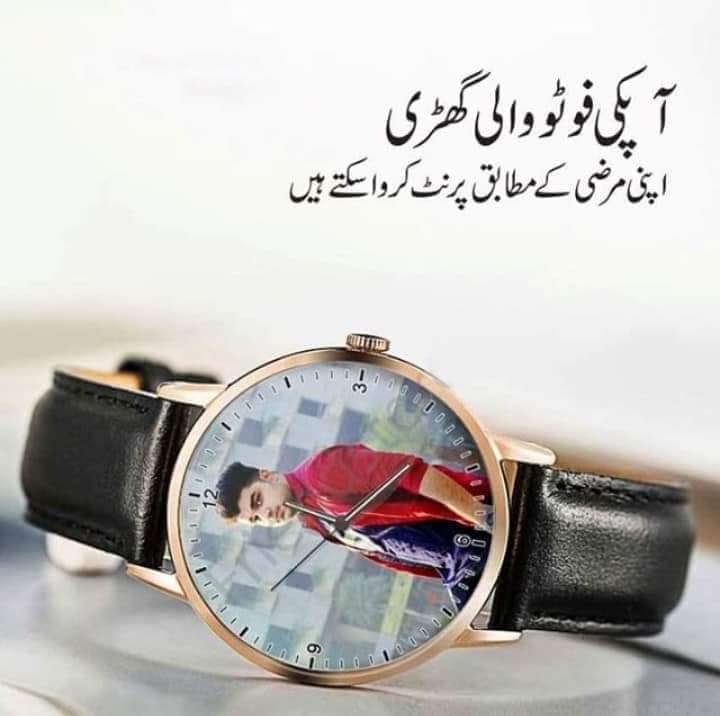 آپکی فوٹو والی گھڑی
اپنی مرضی کے مطابق پرنٹ کروا سکتے ہیں
12
3
6
9